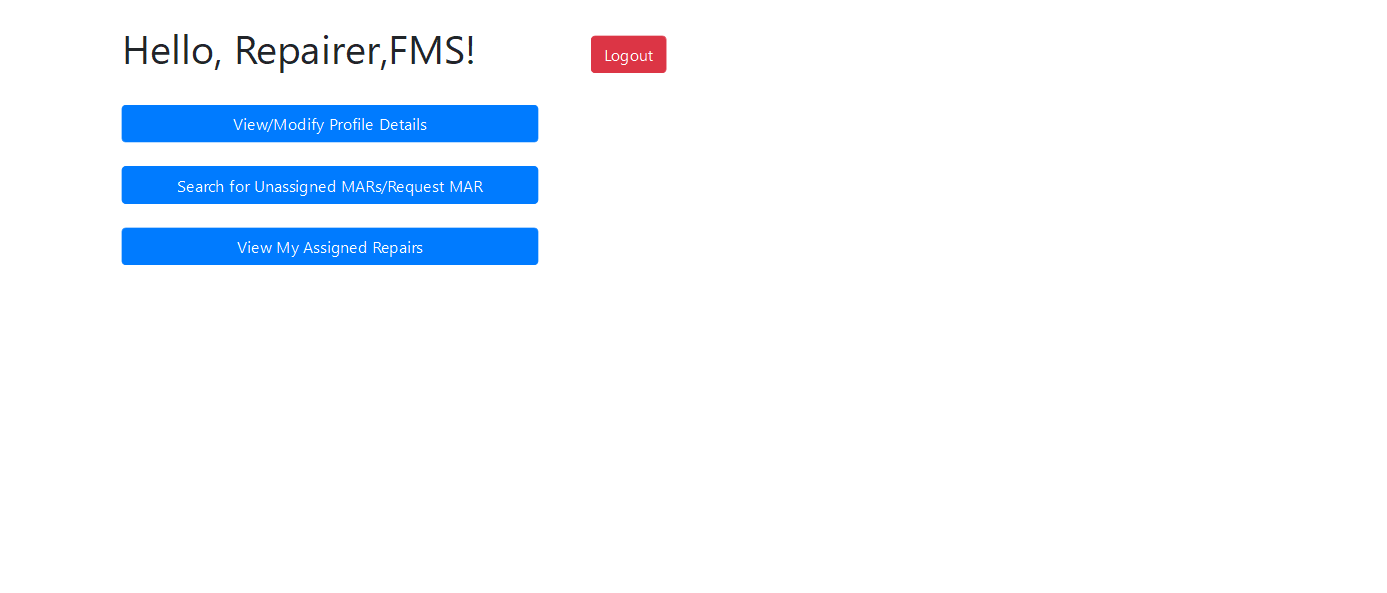 Hello, Repairer,FMS!
Logout
View/Modify Profile Details
Search for Unassigned MARs/Request MAR
View My Assigned Repairs